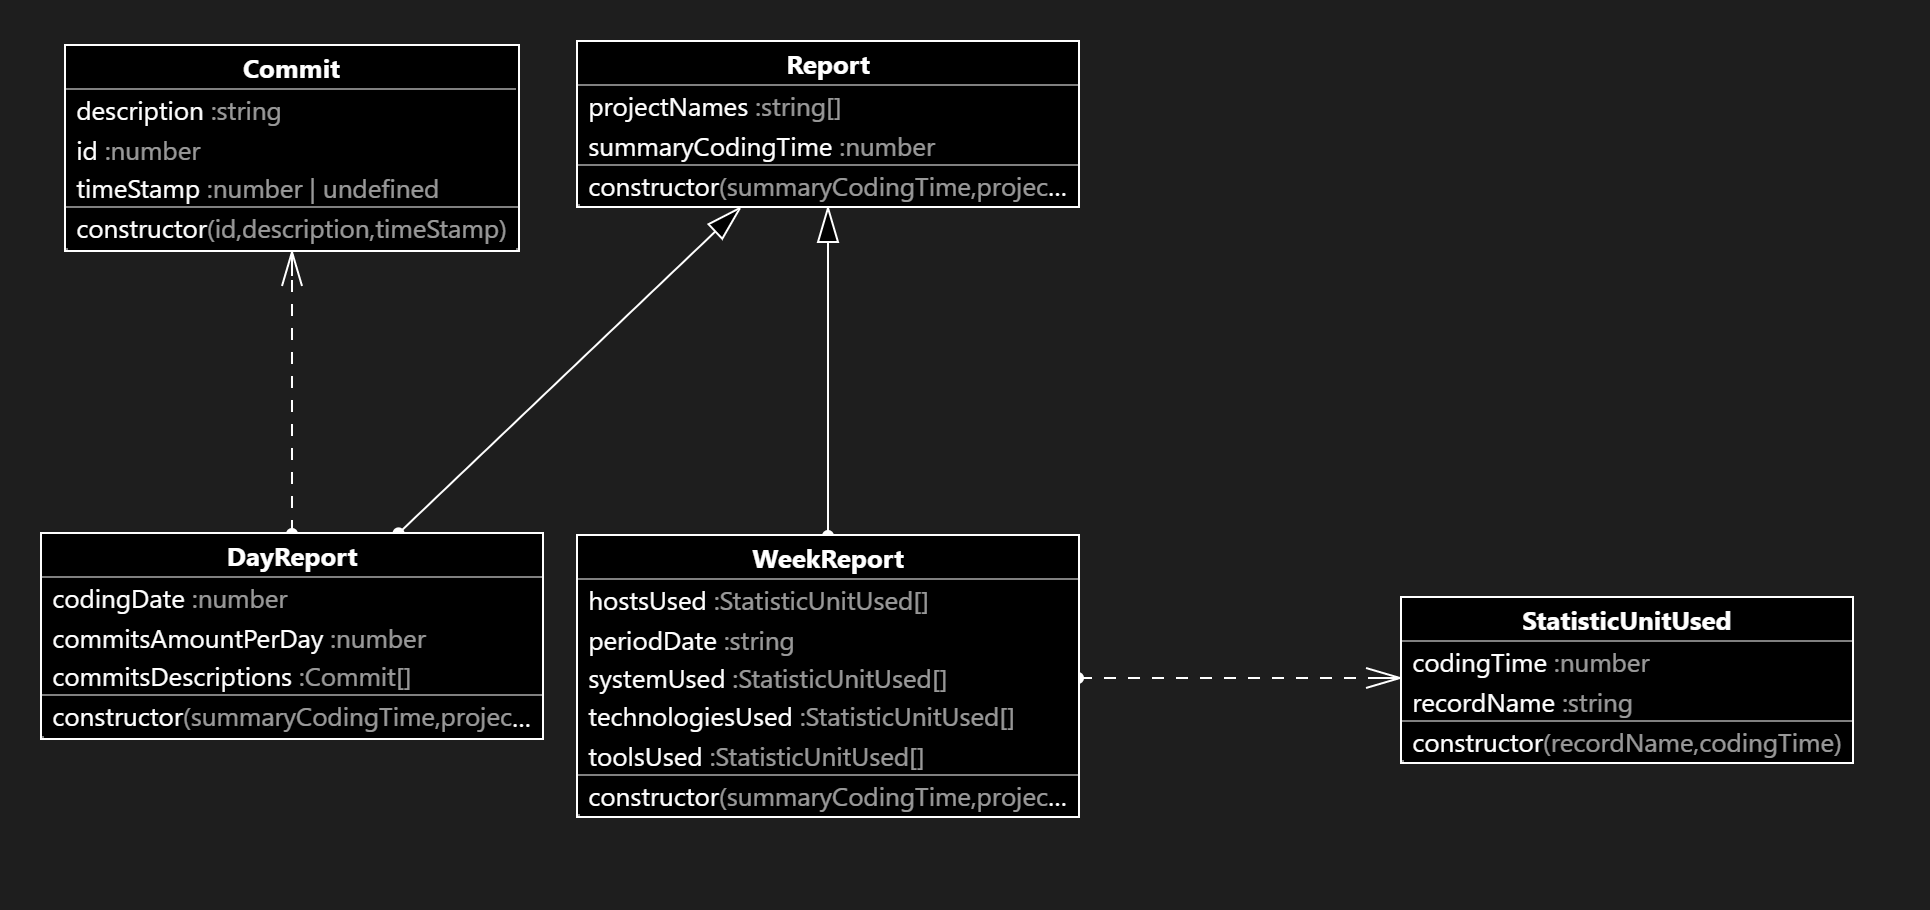 Commit
description :string
id :number
timeStamp :number | undefined
constructor(id,description,timeStamp)
Report
projectNames :string[]
summaryCodingTime :number
constructor(summaryCodingTime,projec...
DayReport
codingDate :number
commitsAmountPerDay :number
commitsDescriptions :Commit[]
constructor(summaryCodingTime,projec...
WeekReport
hostsUsed :StatisticUnitUsed[]
periodDate :string
systemUsed :StatisticUnitUsed[]
technologiesUsed :StatisticUnitUsed[]
toolsUsed :StatisticUnitUsed[]
constructor(summaryCodingTime,projec...
StatisticUnitUsed
codingTime :number
recordName :string
constructor(recordName,codingTime)